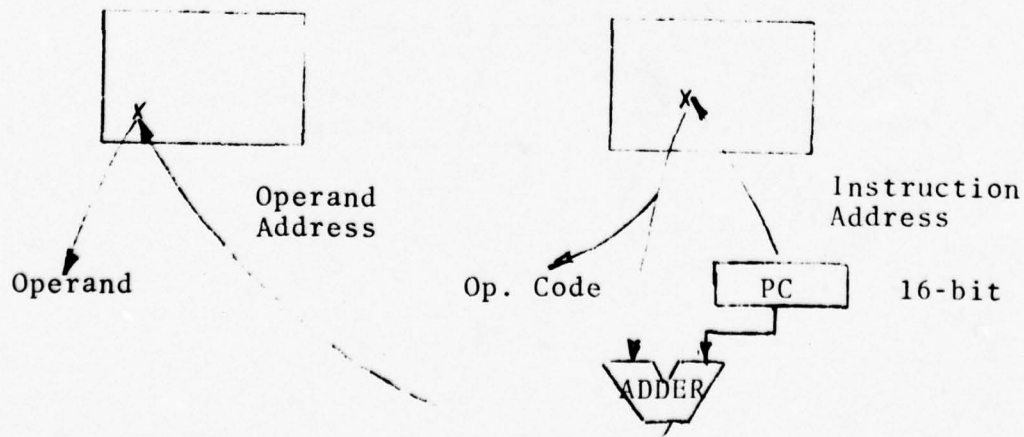 X
X
Operand
Address
Instruction
Address
Operand
Op. Code
PC
16-bit
ADDER